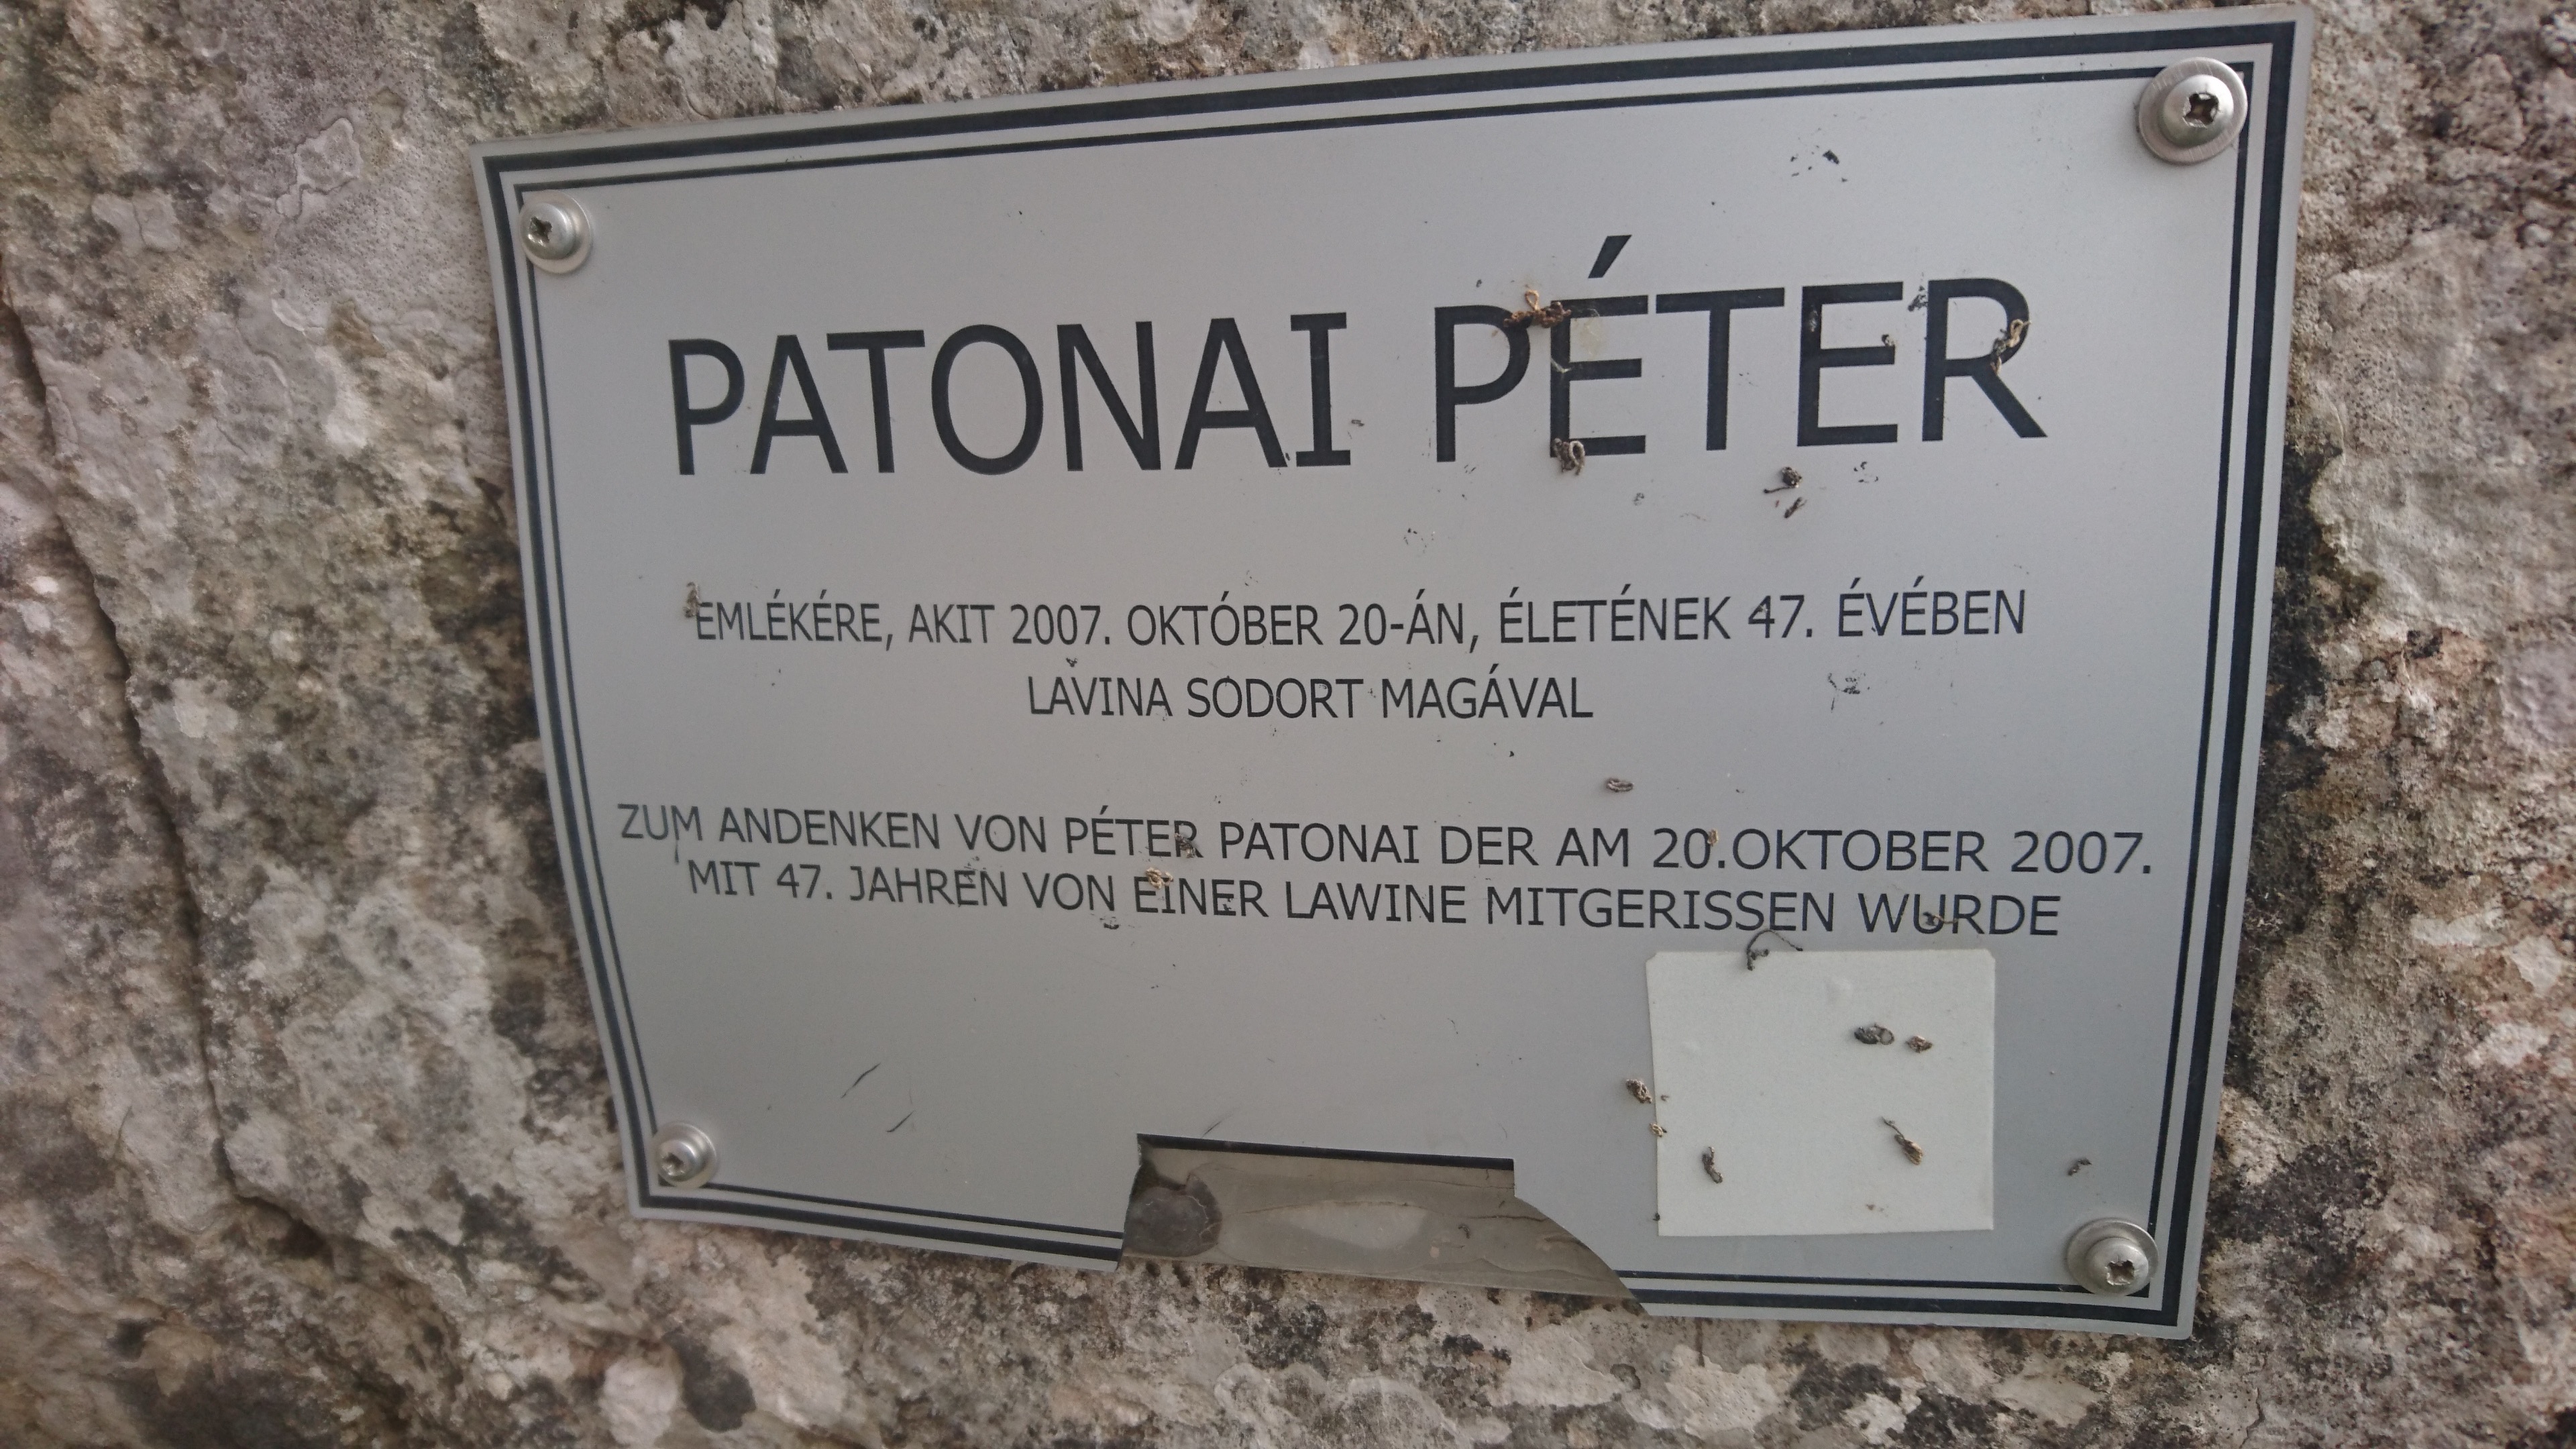 PATONAI PÉTER
EMLÉKÉRE, AKIT 2007. OKTÓBER 20-ÁN, ÉLETÉNEK 47. ÉVÉBEN
LAVINA SODORT MAGÁVAL
ZUM ANDENKEN VON PÉTER PATONAI DER AM 20.OKTOBER 2007.
MIT 47. JAHREN VON EINER LAWINE MITGERISSEN WURDE